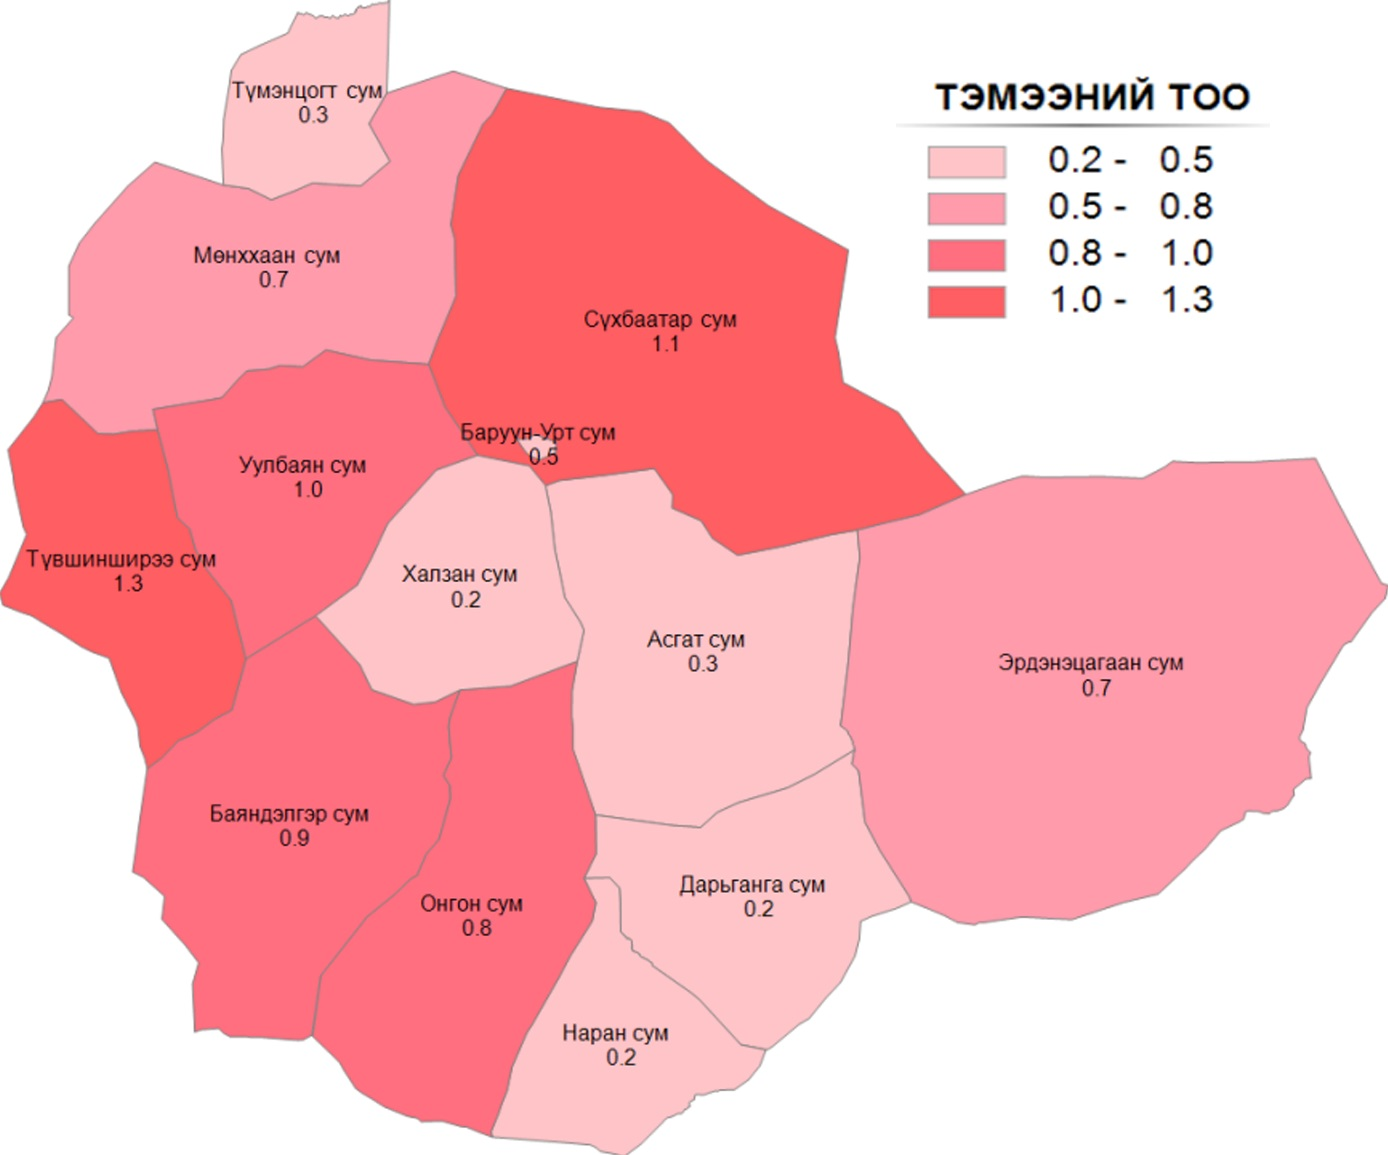 ТЭМЭЭНИЙ ТОО
0.2 - 0.5
0.5 - 0.8
0.8 - 1.0
1.0 - 1.3
Түмэнцогт сум
0.3
Мөнххаан сум
0.7
Сүхбаатар сум
1.1
Баруун-Урт сум
0.5
Уулбаян сум
1.0
Түвшинширээ сум
1.3
Халзан сум
0.2
Асгат сум
0.3
Эрдэнэцагаан сум
0.7
Баяндэлгэр сум
0.9
Онгон сум
0.8
Дарьганга сум
0.2
Наран сум
0.2